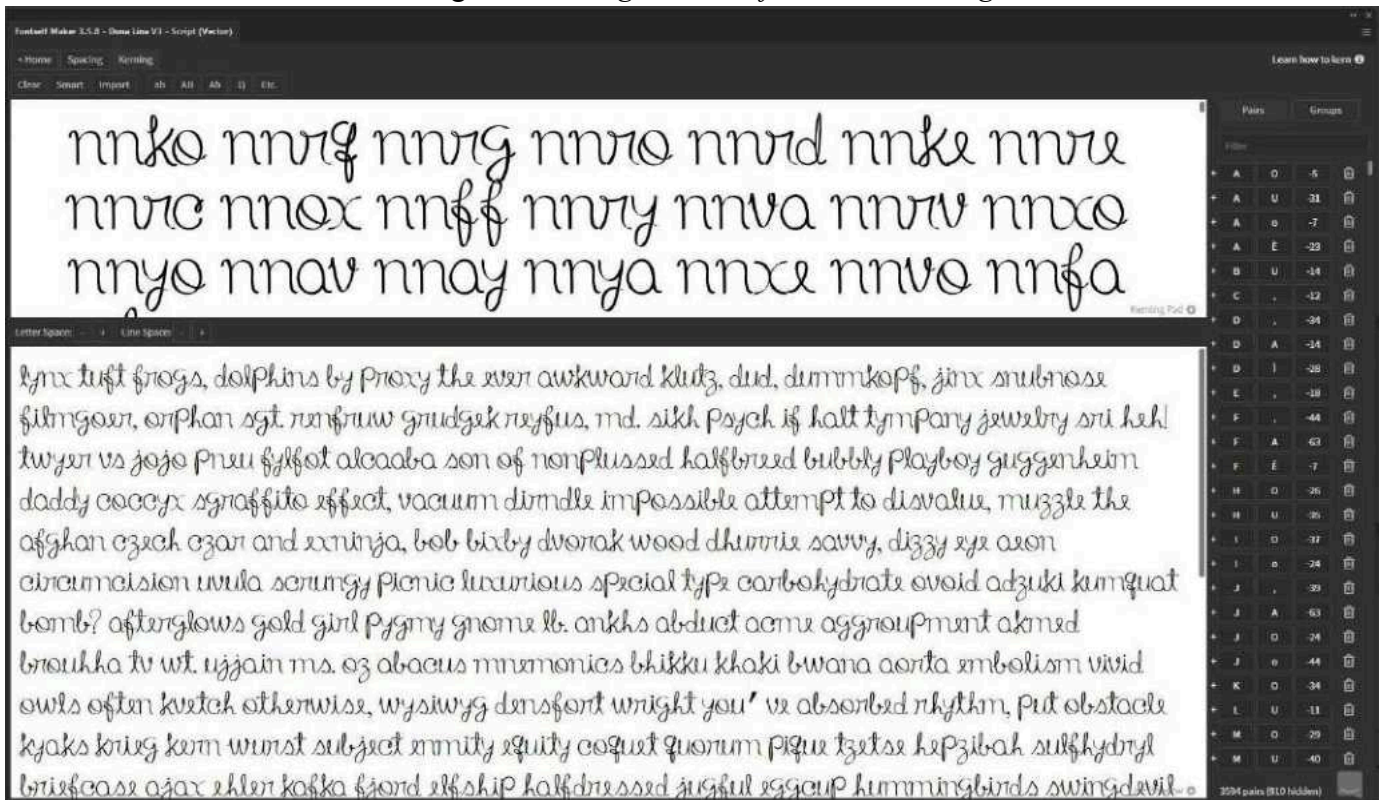 Fontself Maker 3.5.8 - Dona Line V1 - Script (Vector)
< Home Spacing Kerning
Learn how to kern
Clear Smart Import ab AB Ab 1) Etc.
nnko nnrq nnrg nnro nnrd nnke nnre
nnrc nnox nnff nnry nnva nnrv nnxo
nnyo nnav nnay nnya nnxe nnvo nnfa
Kerning Pad
Letter Space: - + Line Space: - +
lynx tuft frogs, dolphins by proxy the ever awkward klutz, dud, dummkopf, jinx snubnose
filmgoer, orphan sgt renfruw grudgek reyfus, md. sikh psych if halt tympany jewelry sri heh!
twyer vs jojo pneu fylfot alcaaba son of nonplussed halfbreed bubbly playboy guggenheim
daddy coccyx sgraffito effect, vacuum dirndle impossible attempt to disvalue, muzzle the
afghan czech czar and exninja, bob bixby dvorak wood dhurrie savvy, dizzy eye aeon
circumcision uvula scrungy picnic luxurious special type carbohydrate ovoid adzuki kumquat
bomb? afterglows gold girl pygmy gnome lb. ankhs abduct acme aggroupment akmed
brouhha tv wt. ujjain ms. oz abacus mnemonics bhikku khaki bwana aorta embolism vivid
owls often kvetch otherwise, wysiwyg densfort wright you' ve absorbed rhythm, put obstacle
kyaks krieg kern wurst subject enmity equity coquet quorum pique tzetse hepzibah sulfhydryl
briefcase ajax ehler kafka fjord elfship halfdressed jugful eggcup hummingbirds swingdevil
Pairs Groups
Filter
+ A O -5
+ A U -31
+ A o -7
+ A É -23
+ B U -14
+ C , -12
+ D , -34
+ D A -14
+ D ) -28
+ E , -18
+ F , -44
+ F A -63
+ F É -7
+ H O -26
+ H U -35
+ I O -37
+ I o -24
+ J , -39
+ J A -63
+ J O -24
+ J o -44
+ K O -34
+ L U -11
+ M O -29
+ M U -40
3594 pairs (910 hidden)